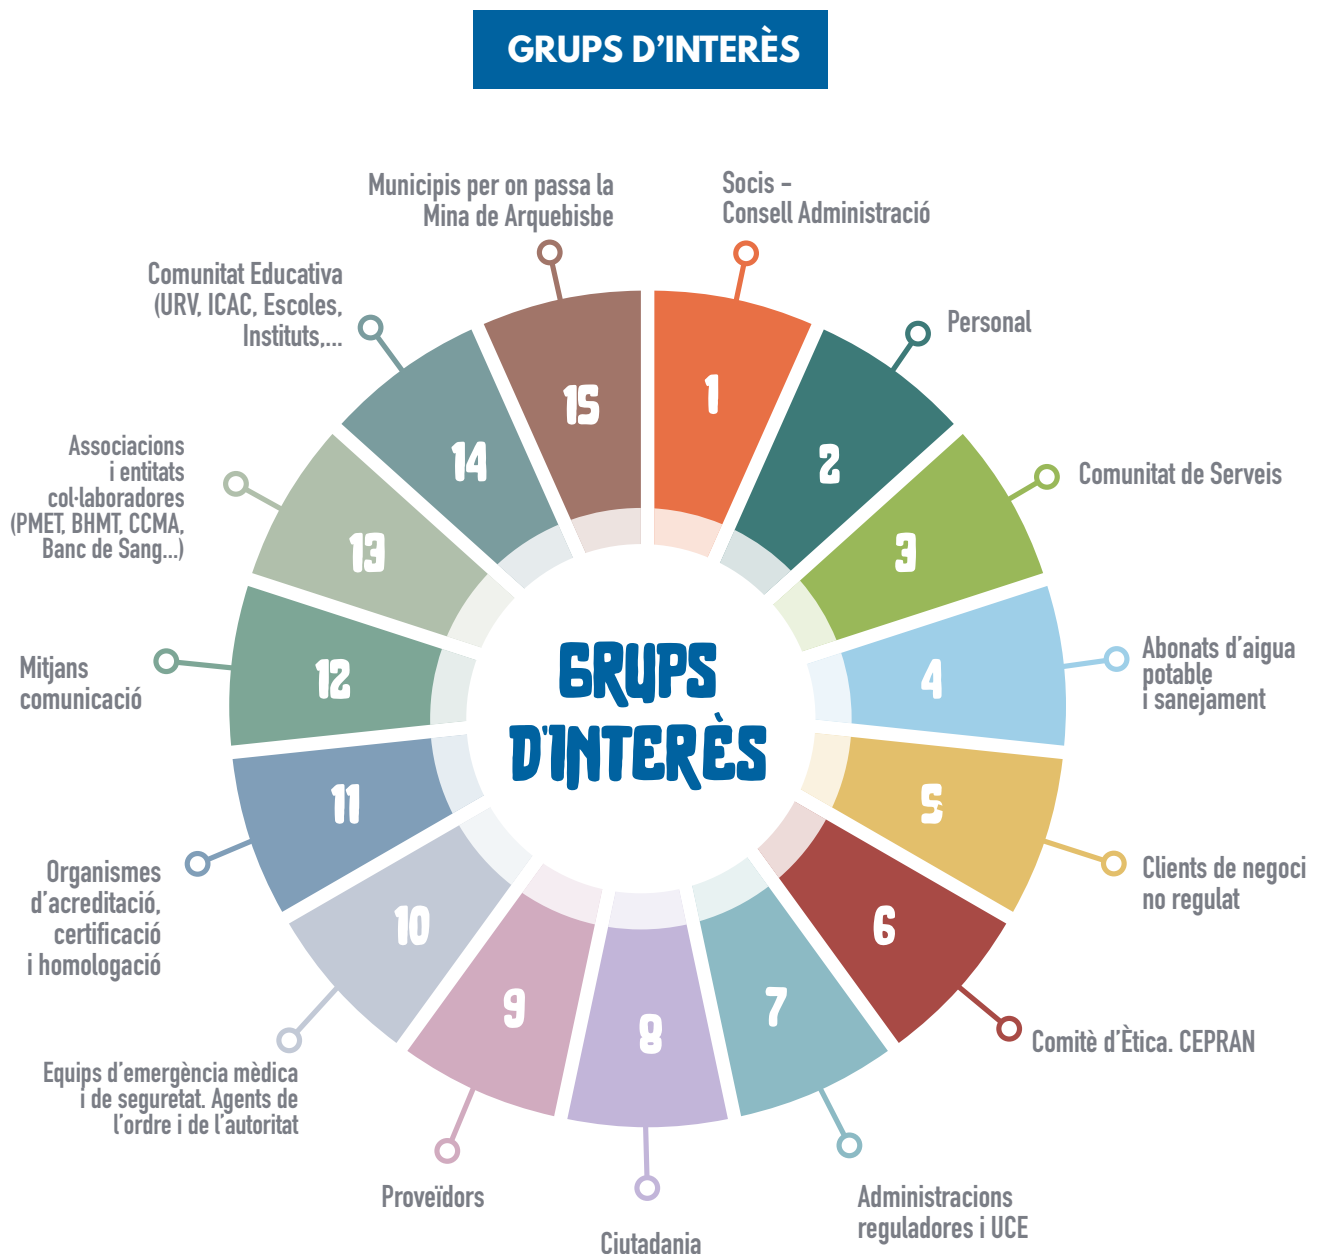 GRUPS D’INTERÈS
Socis -
Consell Administració
1
Personal
2
Comunitat de Serveis
3
Abonats d’aigua
potable
i sanejament
4
Clients de negoci
no regulat
5
Comitè d’Ètica. CEPRAN
6
Administracions
reguladores i UCE
7
Ciutadania
8
Proveïdors
9
Equips d’emergència mèdica
i de seguretat. Agents de
l’ordre i de l’autoritat
10
Organismes
d’acreditació,
certificació
i homologació
11
Mitjans
comunicació
12
Associacions
i entitats
col·laboradores
(PMET, BHMT, CCMA,
Banc de Sang...)
13
Comunitat Educativa
(URV, ICAC, Escoles,
Instituts,...
14
Municipis per on passa la
Mina de Arquebisbe
15
GRUPS
D'INTERÈS